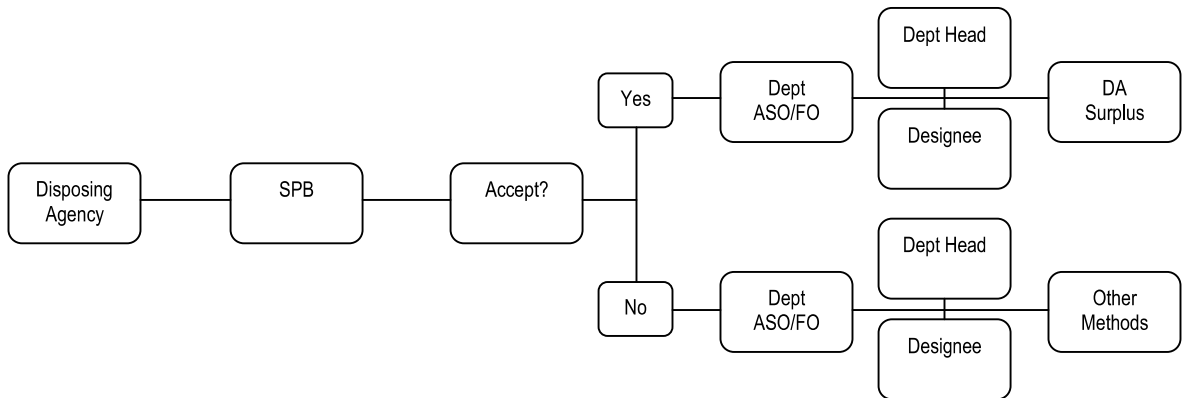 Disposing
Agency
SPB
Accept?
Yes
Dept
ASO/FO
Dept Head
Designee
DA
Surplus
No
Dept
ASO/FO
Dept Head
Designee
Other
Methods